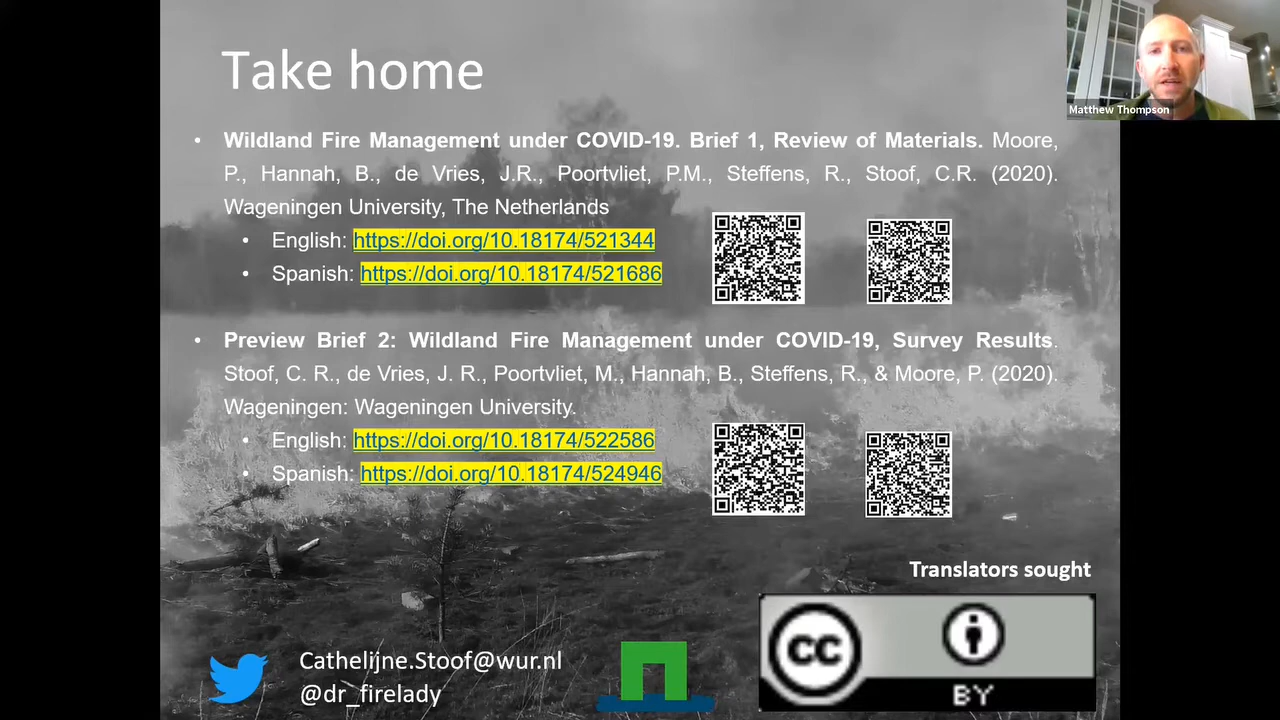 Take home
Matthew Thompson
• Wildland Fire Management under COVID-19. Brief 1, Review of Materials. Moore,
P., Hannah, B., de Vries, J.R., Poortvliet, P.M., Steffens, R., Stoof, C.R. (2020).
Wageningen University, The Netherlands
• English: https://doi.org/10.18174/521344
• Spanish: https://doi.org/10.18174/521686
• Preview Brief 2: Wildland Fire Management under COVID-19, Survey Results.
Stoof, C. R., de Vries, J. R., Poortvliet, M., Hannah, B., Steffens, R., & Moore, P. (2020).
Wageningen: Wageningen University.
• English: https://doi.org/10.18174/522586
• Spanish: https://doi.org/10.18174/524946
Translators sought
Cathelijne.Stoof@wur.nl
@dr_firelady
CC
BY